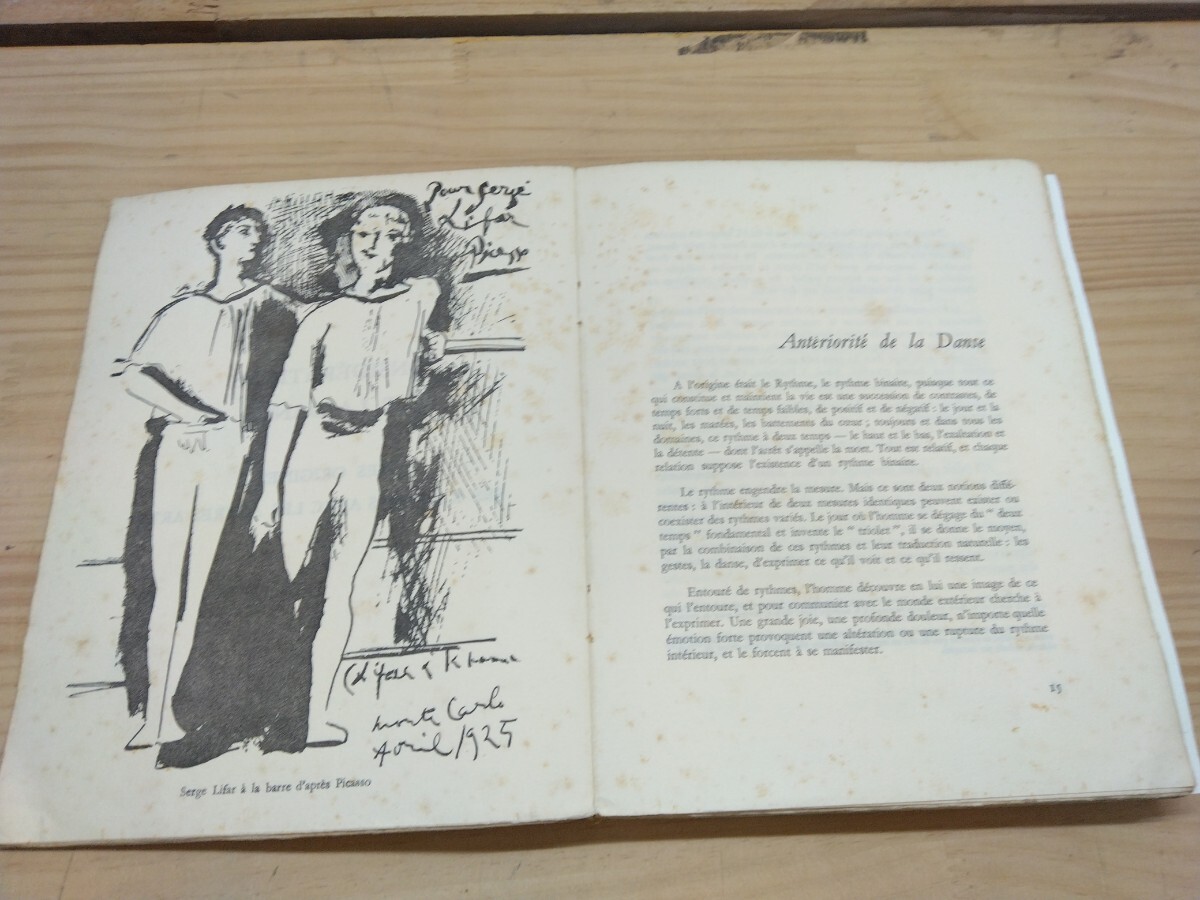 Pour Serge
Lifar
Picasso
Monte Carlo
Avril 1925
Serge Lifar à la barre d'après Picasso
Antériorité de la Danse
A l'origine était le Rythme, le rythme binaire, puisque tout ce
qui constitue et maintient la vie est une succession de contrastes, de
temps forts et de temps faibles, de positif et de négatif : le jour et la
nuit, les marées, les battements du cœur ; toujours et dans tous les
domaines, ce rythme à deux temps — le haut et le bas, l'exaltation et
la détente — dont l'arrêt s'appelle la mort. Tout est relatif, et chaque
relation suppose l'existence d'un rythme binaire.
Le rythme engendre la mesure. Mais ce sont deux notions diffé-
rentes : à l'intérieur de deux mesures identiques peuvent exister ou
coexister des rythmes variés. Le jour où l'homme se dégage du " deux
temps " fondamental et invente le " triolet ", il se donne le moyen,
par la combinaison de ces rythmes et leur traduction naturelle : les
gestes, la danse, d'exprimer ce qu'il voit et ce qu'il ressent.
Entouré de rythmes, l'homme découvre en lui une image de ce
qui l'entoure, et pour communier avec le monde extérieur cherche à
l'exprimer. Une grande joie, une profonde douleur, n'importe quelle
émotion forte provoquent une altération ou une rupture du rythme
intérieur, et le forcent à se manifester.
25